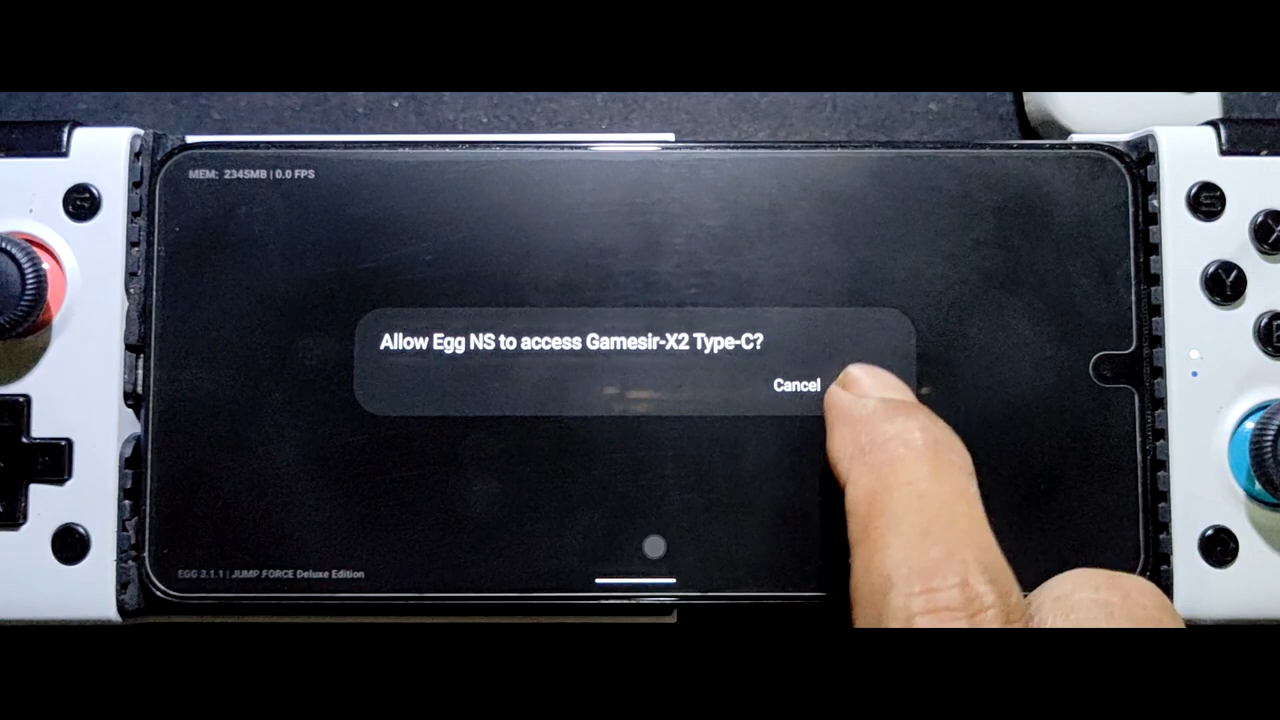 MEM: 2345MB | 0.0 FPS
Allow Egg NS to access Gamesir-X2 Type-C?
Cancel
EGG 3.1.1 | JUMP FORCE Deluxe Edition
S
Y